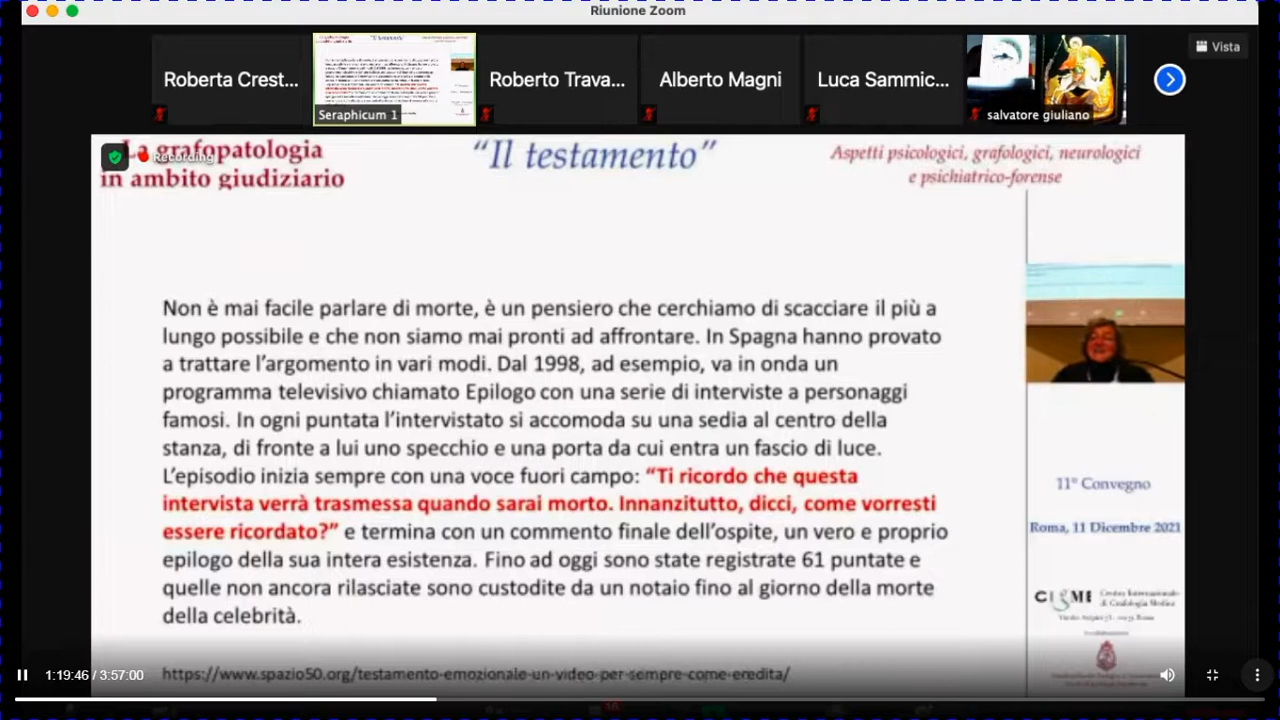 Riunione Zoom
Roberta Crest...
Seraphicum 1
Roberto Trava...
Alberto Magni
Sergio Sammic...
salvatore giuliano
Vista
Recording
La grafopatologia
in ambito giudiziario
“Il testamento”
Aspetti psicologici, grafologici, neurologici
e psichiatrico-forense
Non è mai facile parlare di morte, è un pensiero che cerchiamo di scacciare il più a
lungo possibile e che non siamo mai pronti ad affrontare. In Spagna hanno provato
a trattare l’argomento in vari modi. Dal 1998, ad esempio, va in onda un
programma televisivo chiamato Epilogo con una serie di interviste a personaggi
famosi. In ogni puntata l’intervistato si accomoda su una sedia al centro della
stanza, di fronte a lui uno specchio e una porta da cui entra un fascio di luce.
L’episodio inizia sempre con una voce fuori campo: “Ti ricordo che questa
intervista verrà trasmessa quando sarai morto. Innanzitutto, dicci, come vorresti
essere ricordato?” e termina con un commento finale dell’ospite, un vero e proprio
epilogo della sua intera esistenza. Fino ad oggi sono state registrate 61 puntate e
quelle non ancora rilasciate sono custodite da un notaio fino al giorno della morte
della celebrità.
https://www.spazio50.org/testamento-emozionale-un-video-per-sempre-come-eredita/
11° Convegno
Roma, 11 Dicembre 2021
Centro Internazionale
di Grafologia Medica
1:19:46 / 3:57:00